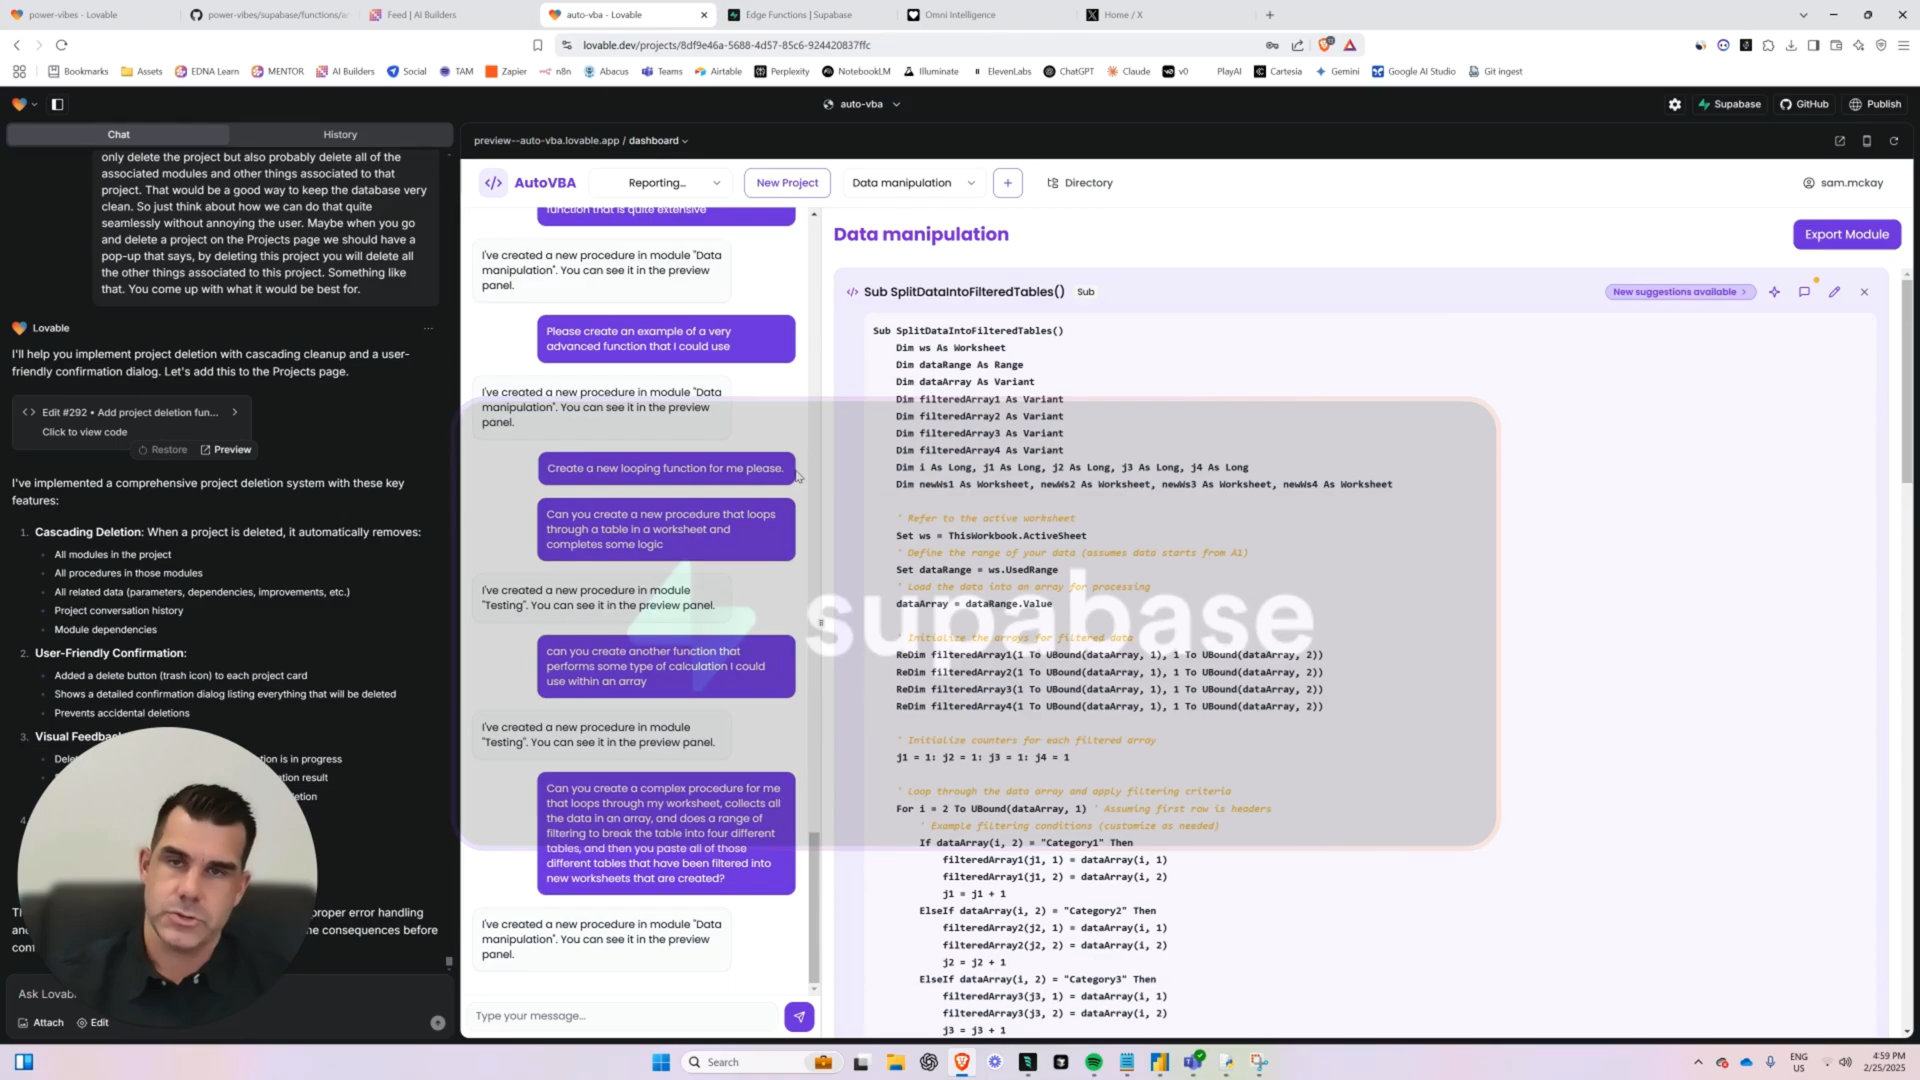 power-vibes - Lovable
power-vibes/supabase/functions/a
Feed | AI Builders
auto-vba - Lovable
Edge Functions | Supabase
Omni Intelligence
Home / X
lovable.dev/projects/8df9e46a-5688-4d57-85c6-924420837ffc
Bookmarks
Assets
EDNA Learn
MENTOR
AI Builders
Social
TAM
Zapier
n8n
Abacus
Teams
Airtable
Perplexity
NotebookLM
Illuminate
ElevenLabs
ChatGPT
Claude
v0
PlayAI
Cartesia
Gemini
Google AI Studio
Git ingest
auto-vba
Supabase
GitHub
Publish
Chat
History
preview--auto-vba.lovable.app / dashboard
only delete the project but also probably delete all of the
associated modules and other things associated to that
project. That would be a good way to keep the database very
clean. So just think about how we can do that quite
seamlessly without annoying the user. Maybe when you go
and delete a project on the Projects page we should have a
pop-up that says, by deleting this project you will delete all
the other things associated to this project. Something like
that. You come up with what it would be best for.
Lovable
I'll help you implement project deletion with cascading cleanup and a user-
friendly confirmation dialog. Let's add this to the Projects page.
Edit #292 • Add project deletion fun...
Click to view code
Restore
Preview
I've implemented a comprehensive project deletion system with these key
features:
1. Cascading Deletion: When a project is deleted, it automatically removes:
All modules in the project
All procedures in those modules
All related data (parameters, dependencies, improvements, etc.)
Project conversation history
Module dependencies
2. User-Friendly Confirmation:
Added a delete button (trash icon) to each project card
Shows a detailed confirmation dialog listing everything that will be deleted
Prevents accidental deletions
3. Visual Feedba
tion is in progress
tion result
etion
4
proper error handling
he consequences before
Attach
Edit
AutoVBA
Reporting...
New Project
Data manipulation
+
Directory
sam.mckay
function that is quite extensive
I've created a new procedure in module "Data
manipulation". You can see it in the preview
panel.
Please create an example of a very
advanced function that I could use
I've created a new procedure in module "Data
manipulation". You can see it in the preview
panel.
Create a new looping function for me please.
Can you create a new procedure that loops
through a table in a worksheet and
completes some logic
I've created a new procedure in module
"Testing". You can see it in the preview panel.
can you create another function that
performs some type of calculation I could
use within an array
I've created a new procedure in module
"Testing". You can see it in the preview panel.
Can you create a complex procedure for me
that loops through my worksheet, collects all
the data in an array, and does a range of
filtering to break the table into four different
tables, and then you paste all of those
different tables that have been filtered into
new worksheets that are created?
I've created a new procedure in module "Data
manipulation". You can see it in the preview
panel.
Type your message...
Data manipulation
Export Module
Sub SplitDataIntoFilteredTables() Sub
New suggestions available
Sub SplitDataIntoFilteredTables()
Dim ws As Worksheet
Dim dataRange As Range
Dim dataArray As Variant
Dim filteredArray1 As Variant
Dim filteredArray2 As Variant
Dim filteredArray3 As Variant
Dim filteredArray4 As Variant
Dim i As Long, j1 As Long, j2 As Long, j3 As Long, j4 As Long
Dim newWs1 As Worksheet, newWs2 As Worksheet, newWs3 As Worksheet, newWs4 As Worksheet
' Refer to the active worksheet
Set ws = ThisWorkbook.ActiveSheet
' Define the range of your data (assumes data starts from A1)
Set dataRange = ws.UsedRange
' Load the data into an array for processing
dataArray = dataRange.Value
supabase
' Initialize the arrays for filtered data
ReDim filteredArray1(1 To UBound(dataArray, 1), 1 To UBound(dataArray, 2))
ReDim filteredArray2(1 To UBound(dataArray, 1), 1 To UBound(dataArray, 2))
ReDim filteredArray3(1 To UBound(dataArray, 1), 1 To UBound(dataArray, 2))
ReDim filteredArray4(1 To UBound(dataArray, 1), 1 To UBound(dataArray, 2))
' Initialize counters for each filtered array
j1 = 1: j2 = 1: j3 = 1: j4 = 1
' Loop through the data array and apply filtering criteria
For i = 2 To UBound(dataArray, 1) ' Assuming first row is headers
' Example filtering conditions (customize as needed)
If dataArray(i, 2) = "Category1" Then
filteredArray1(j1, 1) = dataArray(i, 1)
filteredArray1(j1, 2) = dataArray(i, 2)
j1 = j1 + 1
ElseIf dataArray(i, 2) = "Category2" Then
filteredArray2(j2, 1) = dataArray(i, 1)
filteredArray2(j2, 2) = dataArray(i, 2)
j2 = j2 + 1
ElseIf dataArray(i, 2) = "Category3" Then
filteredArray3(j3, 1) = dataArray(i, 1)
filteredArray3(j3, 2) = dataArray(i, 2)
j3 = j3 + 1
Search
ENG
US
4:59 PM
2/25/2025